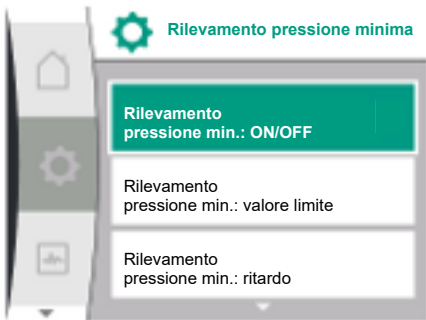 Rilevamento pressione minima
Rilevamento
pressione min.: ON/OFF
Rilevamento
pressione min.: valore limite
Rilevamento
pressione min.: ritardo